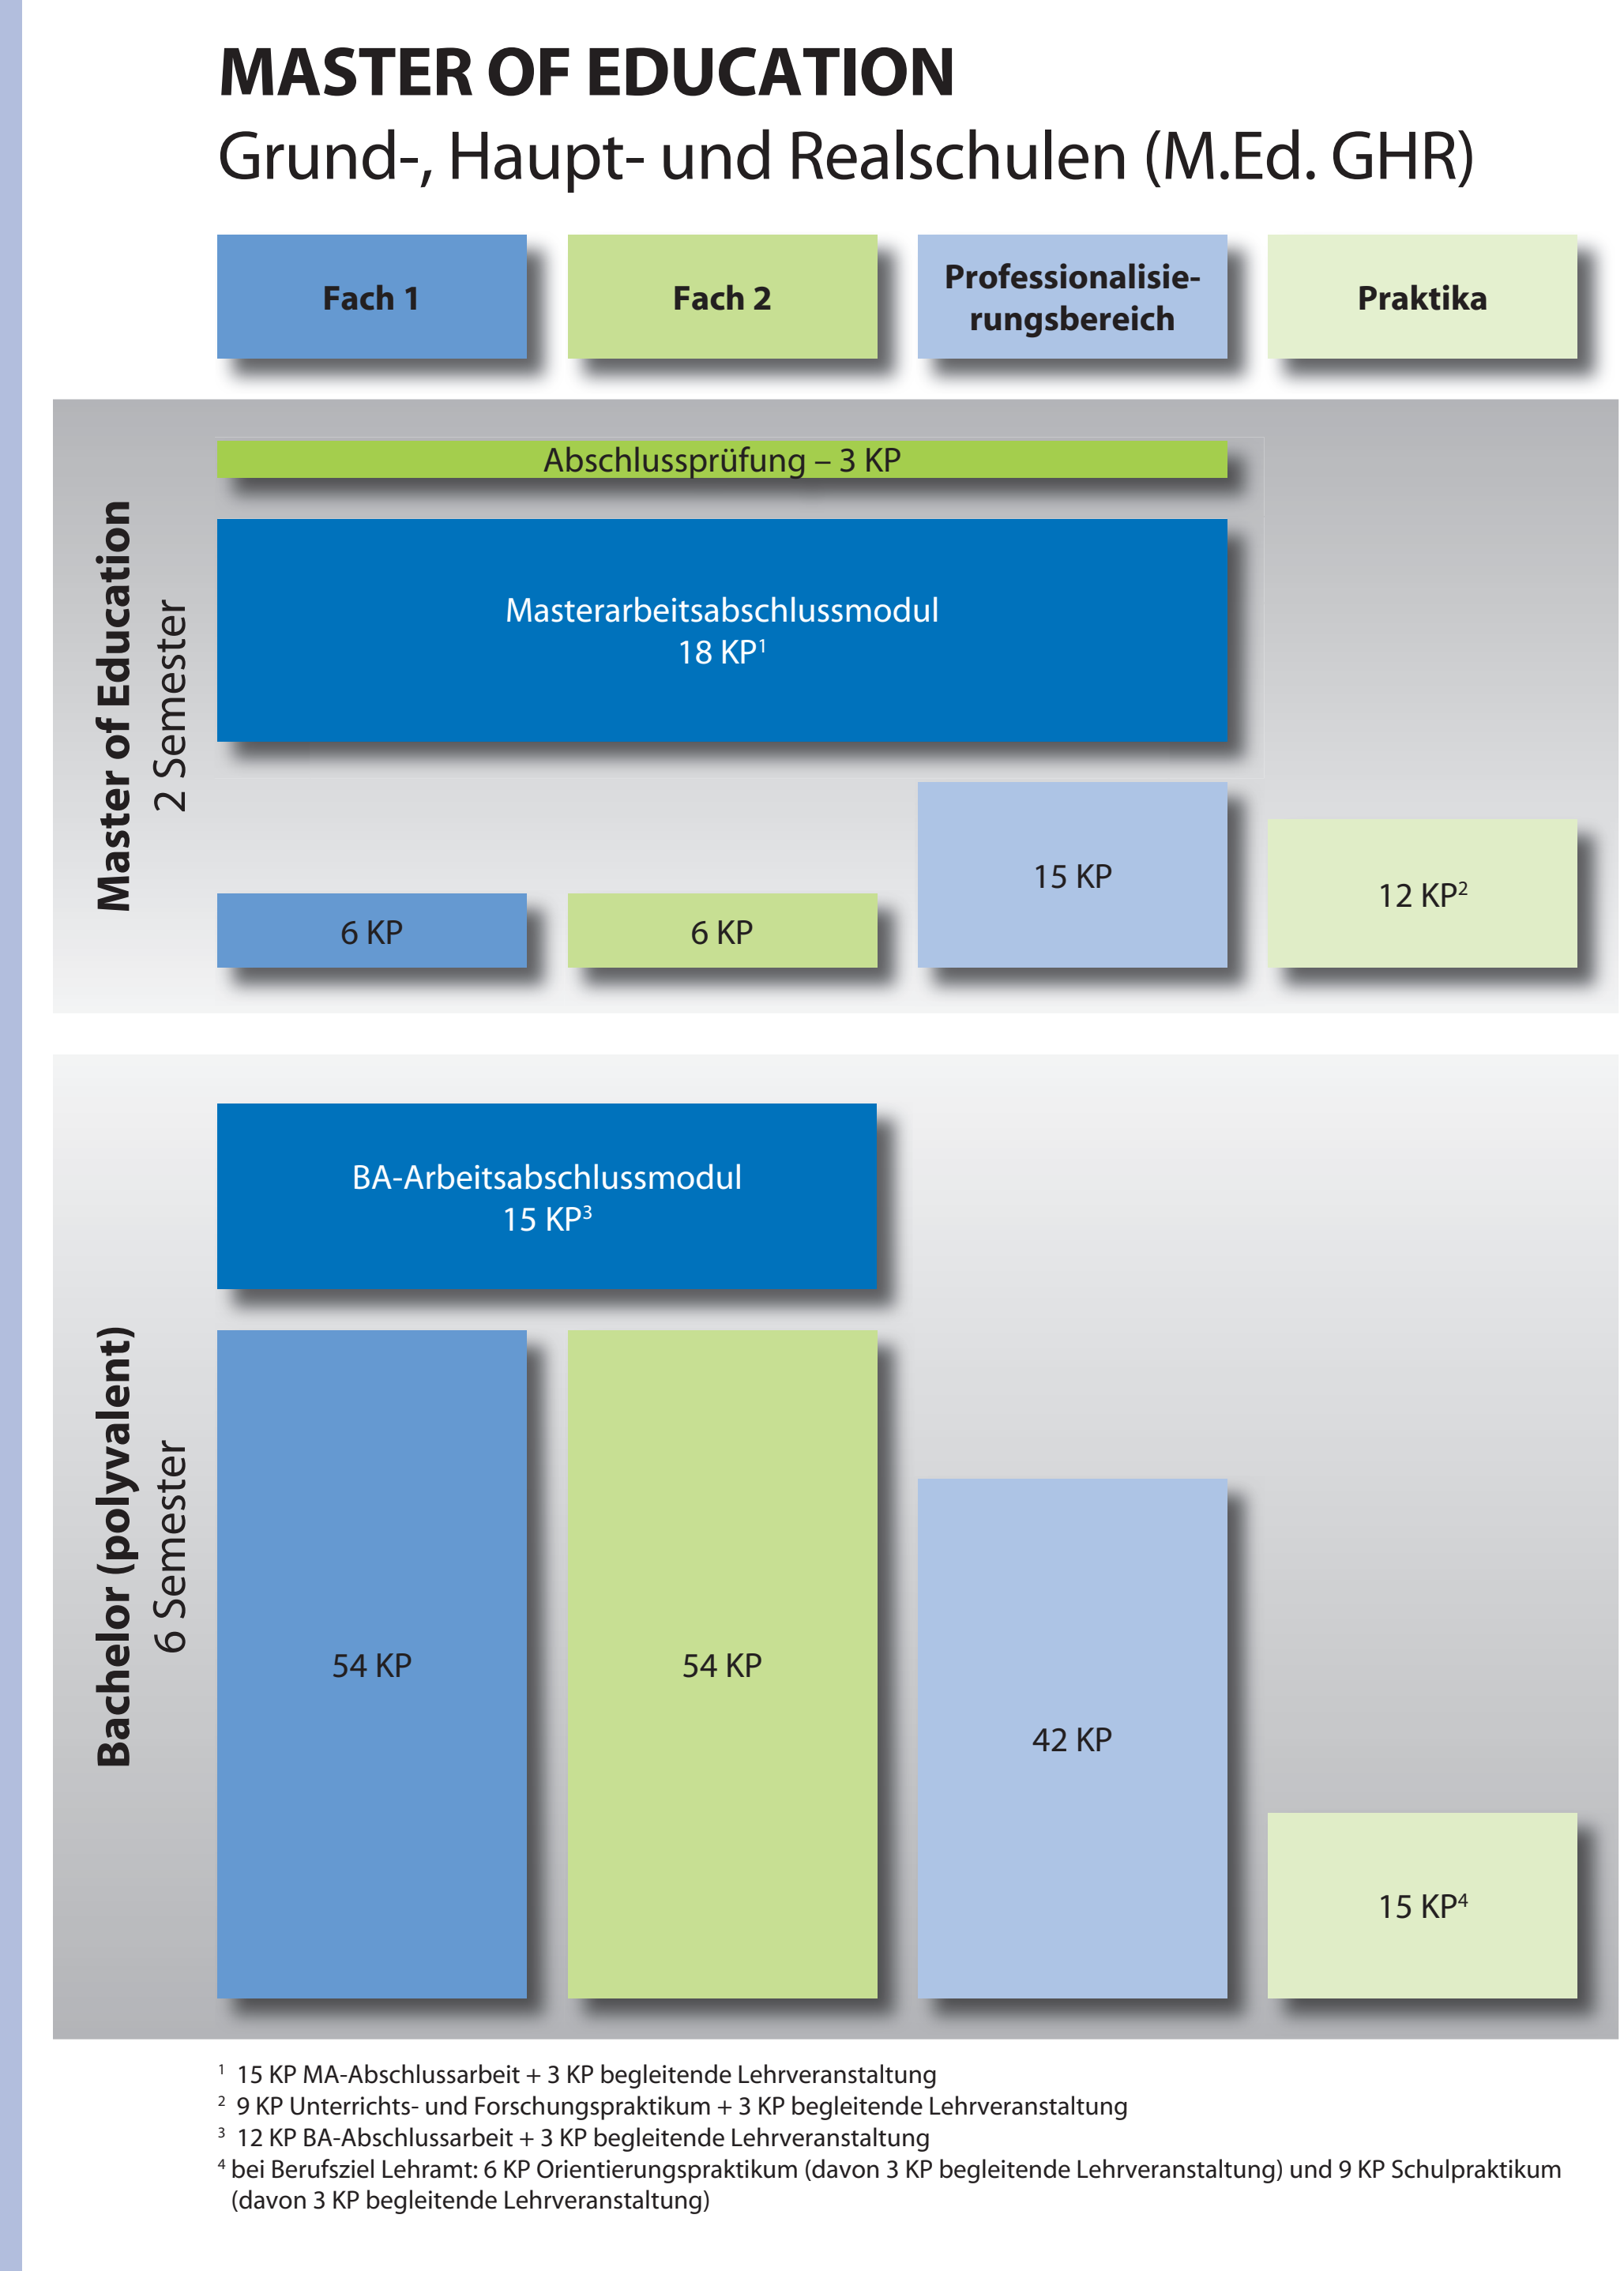 MASTER OF EDUCATION
Grund-, Haupt- und Realschulen (M.Ed. GHR)
Fach 1
Fach 2
Professionalisie-
rungsbereich
Praktika
Master of Education
2 Semester
Abschlussprüfung – 3 KP
Masterarbeitsabschlussmodul
18 KP¹
6 KP
6 KP
15 KP
12 KP²
Bachelor (polyvalent)
6 Semester
BA-Arbeitsabschlussmodul
15 KP³
54 KP
54 KP
42 KP
15 KP⁴
¹ 15 KP MA-Abschlussarbeit + 3 KP begleitende Lehrveranstaltung
² 9 KP Unterrichts- und Forschungspraktikum + 3 KP begleitende Lehrveranstaltung
³ 12 KP BA-Abschlussarbeit + 3 KP begleitende Lehrveranstaltung
⁴ bei Berufsziel Lehramt: 6 KP Orientierungspraktikum (davon 3 KP begleitende Lehrveranstaltung) und 9 KP Schulpraktikum
(davon 3 KP begleitende Lehrveranstaltung)